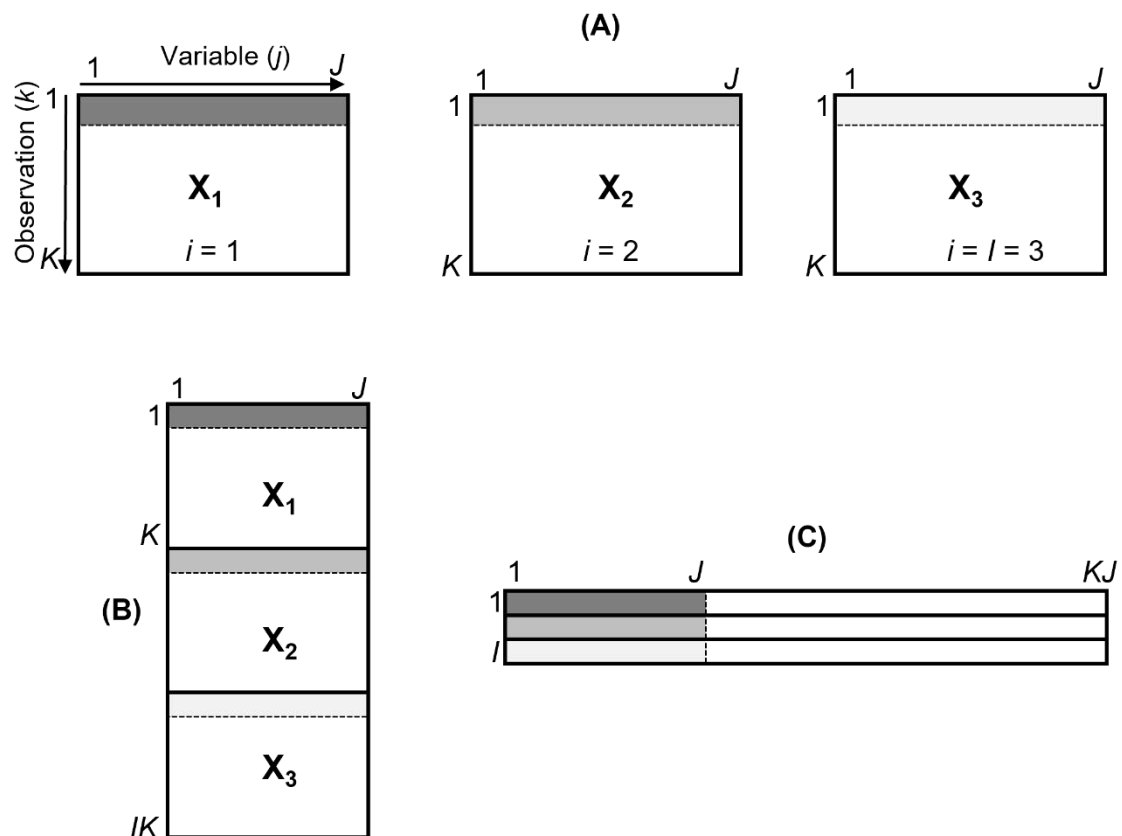 (A)
Variable (j)
1 J
Observation (k)
1
K
X1
i = 1
1 J
1
K
X2
i = 2
1 J
1
K
X3
i = I = 3
1 J
1
X1
K
(B)
X2
X3
IK
(C)
1 J KJ
1
I